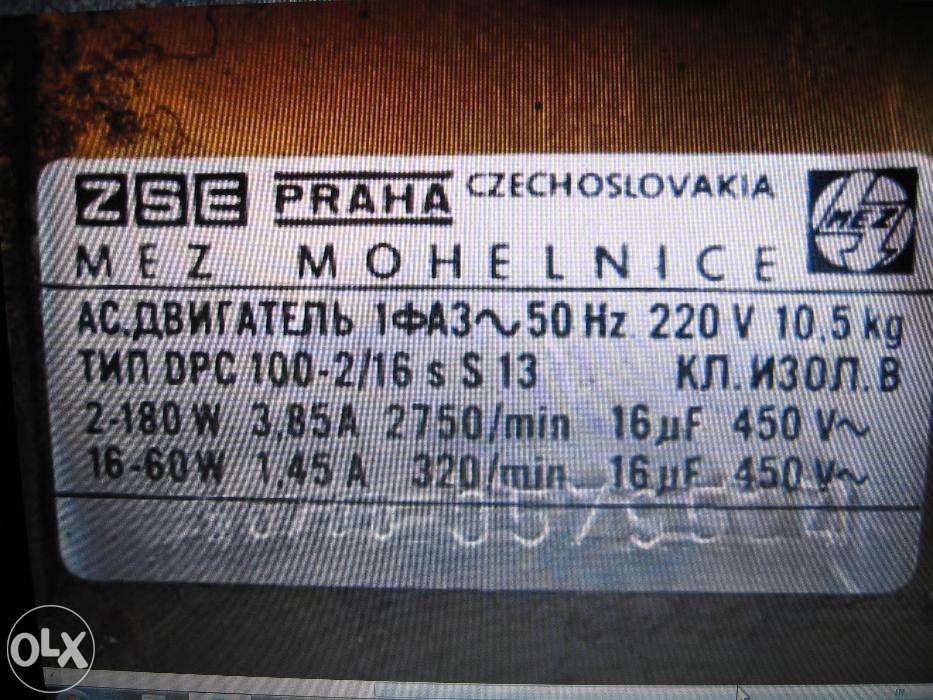 ZSE PRAHA CZECHOSLOVAKIA MEZ
MEZ MOHELNICE
АС.ДВИГАТЕЛЬ 1ФАЗ~50 Hz 220 V 10.5 kg
ТИП DPC 100-2/16 s S 13 КЛ.ИЗОЛ.B
2-180 W 3,85A 2750/min 16µF 450 V~
16-60W 1,45 A 320/min 16µF 450 V~
OLX